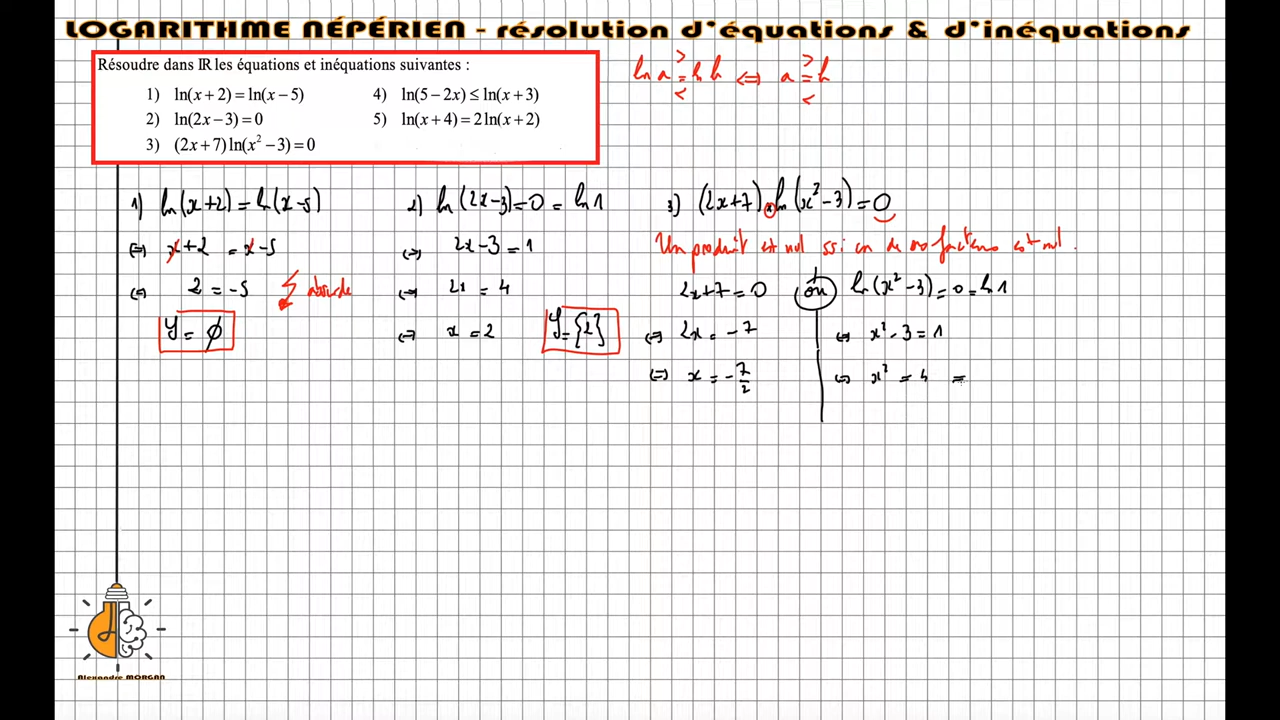 LOGARITHME NÉPÉRIEN - résolution d'équations & d'inéquations
Résoudre dans IR les équations et inéquations suivantes :
1) ln(x+2) = ln(x−5)
2) ln(2x−3) = 0
3) (2x+7)ln(x²−3) = 0
4) ln(5−2x) ≤ ln(x+3)
5) ln(x+4) = 2ln(x+2)
ln a >=< ln b ⇔ a >=< b
1) ln(x+2) = ln(x−5)
⇔ x+2 = x−5
⇔ 2 = −5 absurde
S = ∅
2) ln(2x−3) = 0 = ln 1
⇔ 2x−3 = 1
⇔ 2x = 4
⇔ x = 2
S = {2}
3) (2x+7).ln(x²−3) = 0
Un produit est nul ssi un de ses facteurs est nul.
2x+7 = 0 ou ln(x²−3) = 0 = ln 1
⇔ 2x = −7
⇔ x = −7/2
⇔ x²−3 = 1
⇔ x² = 4 =
Alexandre MORGAN